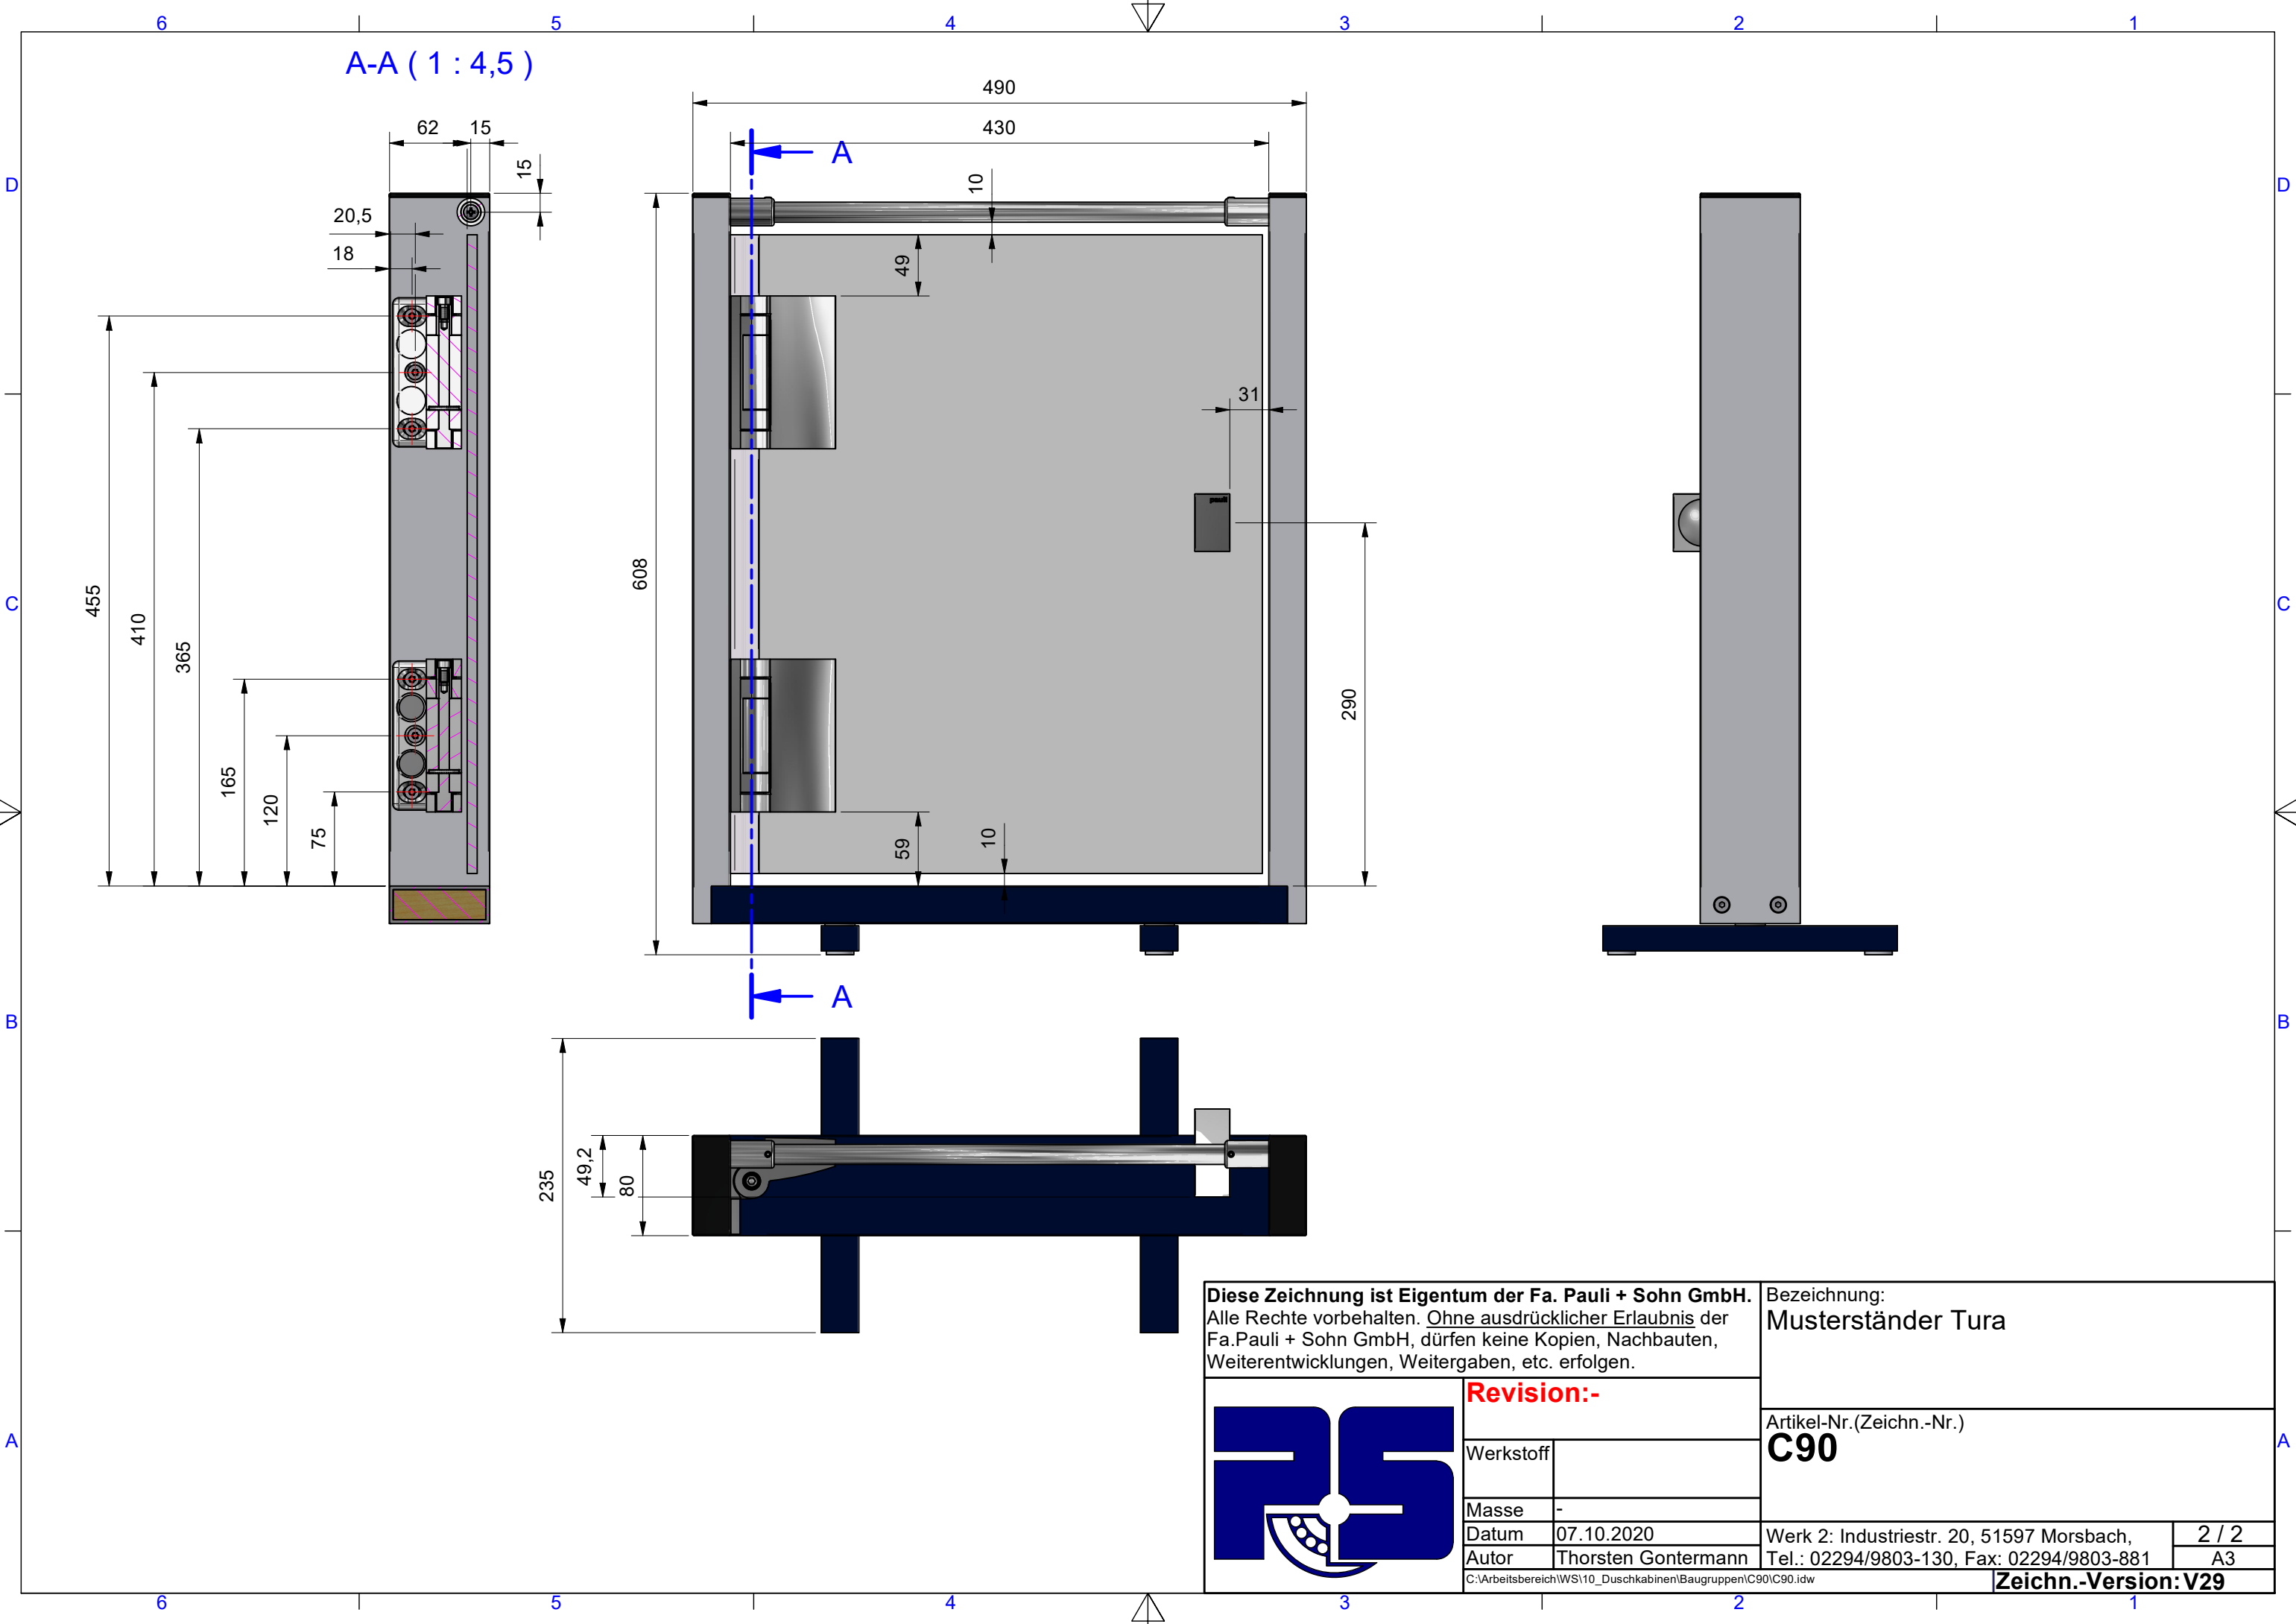 6 5 4 3 2 1
A-A ( 1 : 4,5 )
490
62 15
430
A
15
10
D D
20,5
18
49
31
pauli
608
455
410
365
C C
290
165
120
75
59
10
A
B B
235
49,2
80
Diese Zeichnung ist Eigentum der Fa. Pauli + Sohn GmbH.
Alle Rechte vorbehalten. Ohne ausdrücklicher Erlaubnis der
Fa.Pauli + Sohn GmbH, dürfen keine Kopien, Nachbauten,
Weiterentwicklungen, Weitergaben, etc. erfolgen.
Bezeichnung:
Musterständer Tura
Revision:-
Artikel-Nr.(Zeichn.-Nr.)
C90
A A
PS
Werkstoff
Masse -
Datum 07.10.2020
Autor Thorsten Gontermann
Werk 2: Industriestr. 20, 51597 Morsbach,
Tel.: 02294/9803-130, Fax: 02294/9803-881
2 / 2
A3
C:\Arbeitsbereich\WS\10_Duschkabinen\Baugruppen\C90\C90.idw
Zeichn.-Version: V29
6 5 4 3 2 1